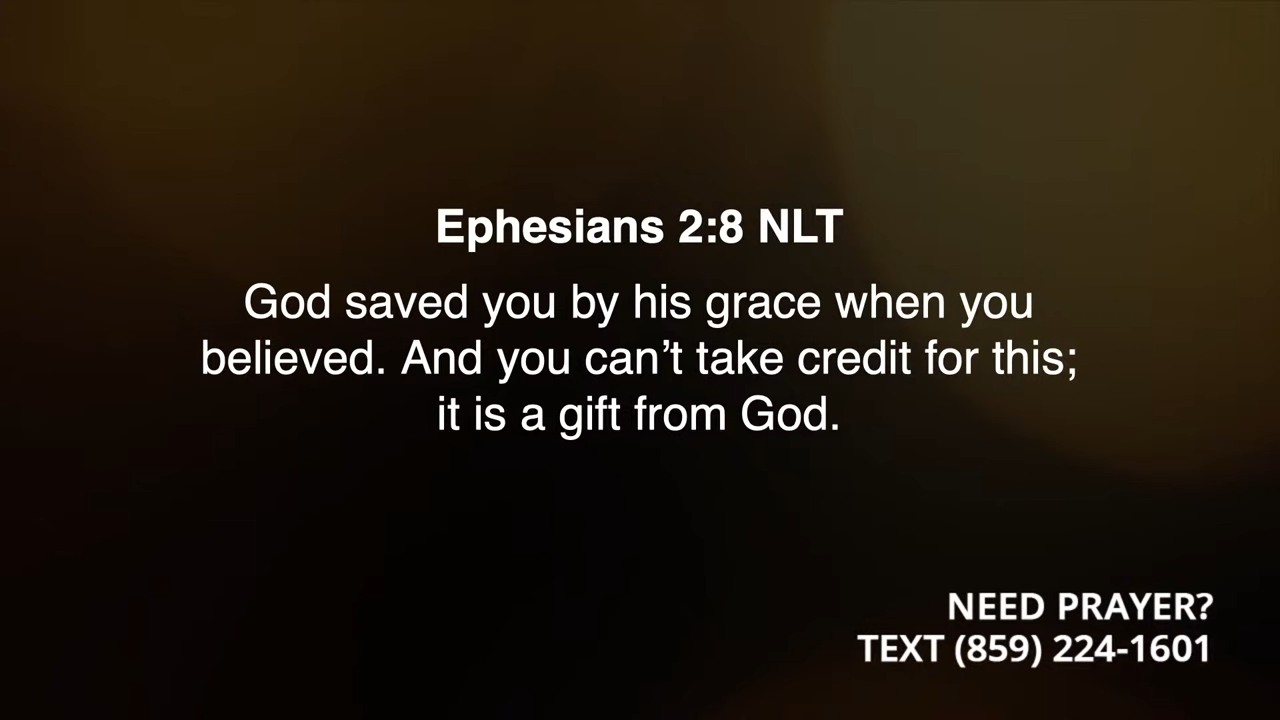 Ephesians 2:8 NLT
God saved you by his grace when you
believed. And you can’t take credit for this;
it is a gift from God.
NEED PRAYER?
TEXT (859) 224-1601